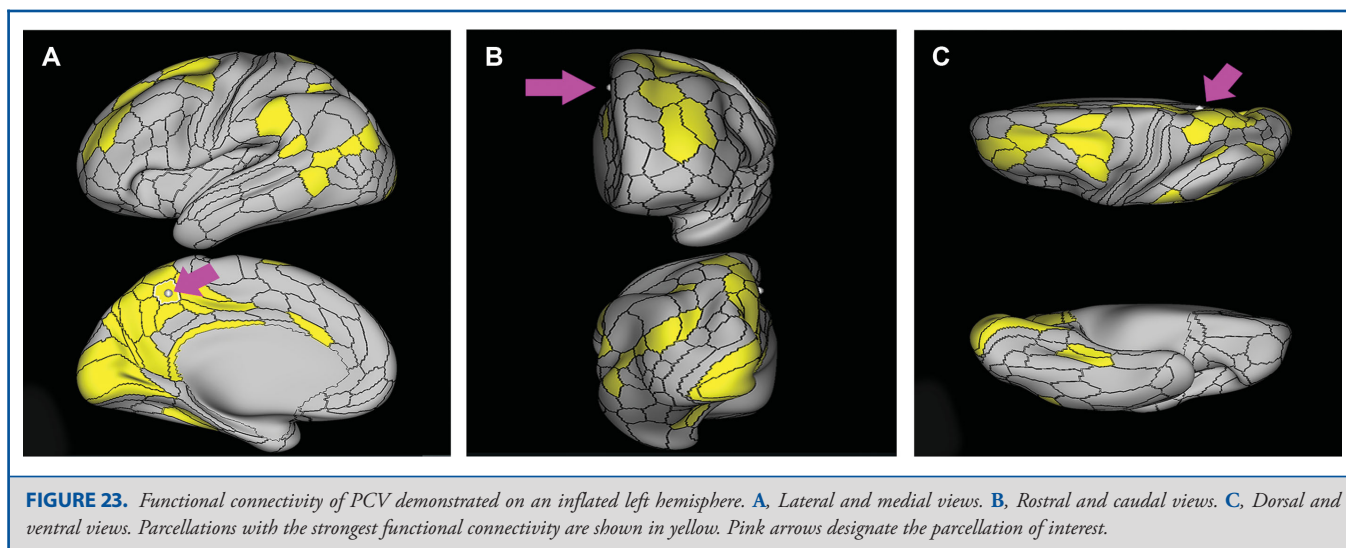 A
B
C
FIGURE 23. Functional connectivity of PCV demonstrated on an inflated left hemisphere. A, Lateral and medial views. B, Rostral and caudal views. C, Dorsal and
ventral views. Parcellations with the strongest functional connectivity are shown in yellow. Pink arrows designate the parcellation of interest.